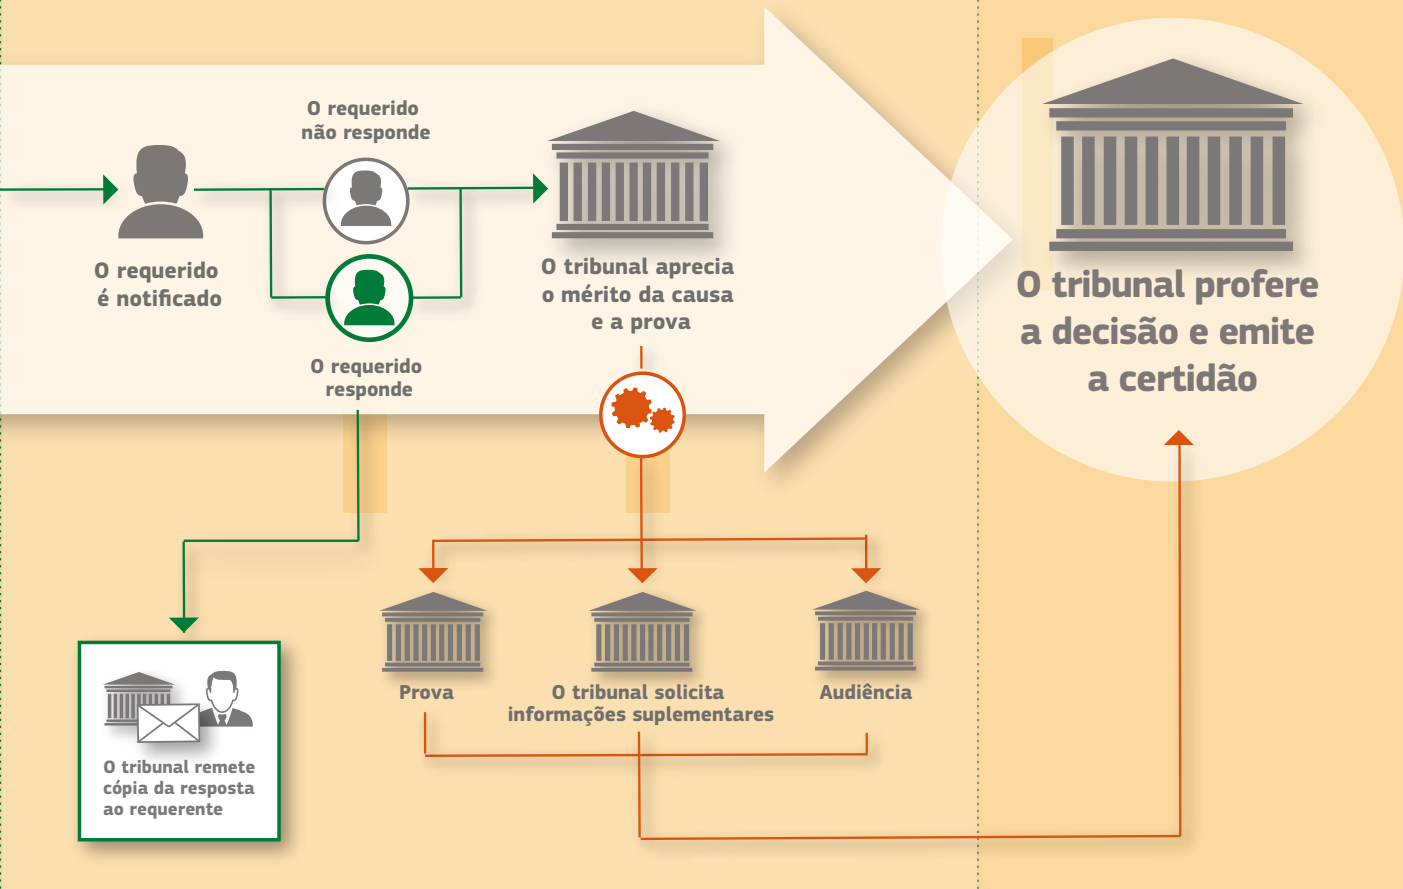 O requerido
é notificado
O requerido
não responde
O requerido
responde
O tribunal aprecia
o mérito da causa
e a prova
O tribunal profere
a decisão e emite
a certidão
O tribunal remete
cópia da resposta
ao requerente
Prova
O tribunal solicita
informações suplementares
Audiência